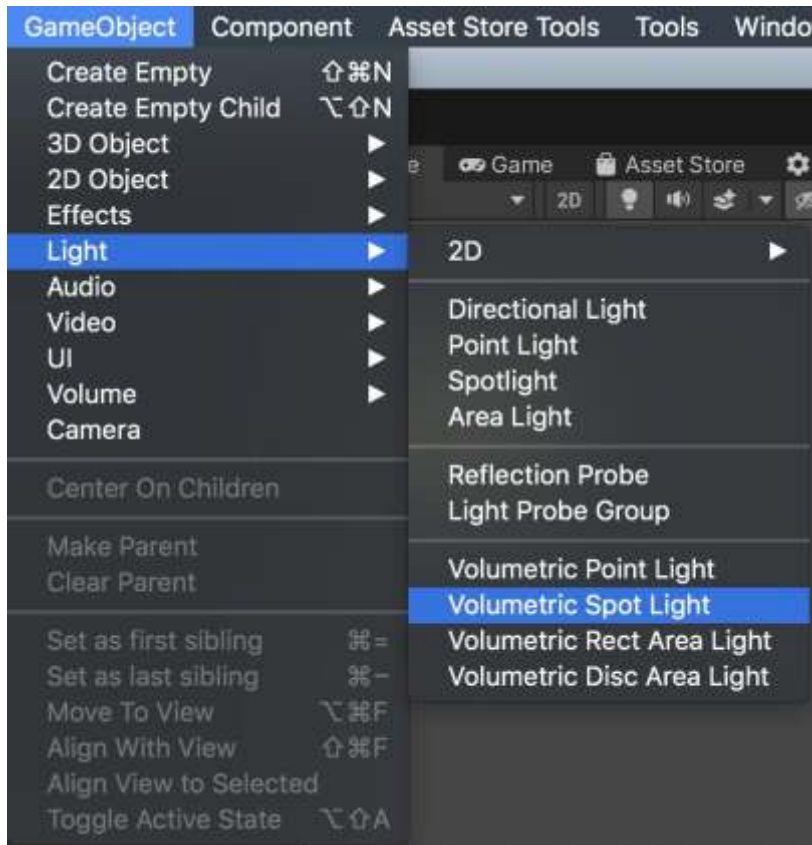 GameObject Component Asset Store Tools Tools Windo
Create Empty ⇧⌘N
Create Empty Child ⌥⇧N
3D Object ▶
2D Object ▶
Effects ▶
Light ▶
Audio ▶
Video ▶
UI ▶
Volume ▶
Camera
Center On Children
Make Parent
Clear Parent
Set as first sibling ⌘=
Set as last sibling ⌘-
Move To View ⌥⌘F
Align With View ⇧⌘F
Align View to Selected
Toggle Active State ⌥⇧A
e Game Asset Store
2D
2D ▶
Directional Light
Point Light
Spotlight
Area Light
Reflection Probe
Light Probe Group
Volumetric Point Light
Volumetric Spot Light
Volumetric Rect Area Light
Volumetric Disc Area Light